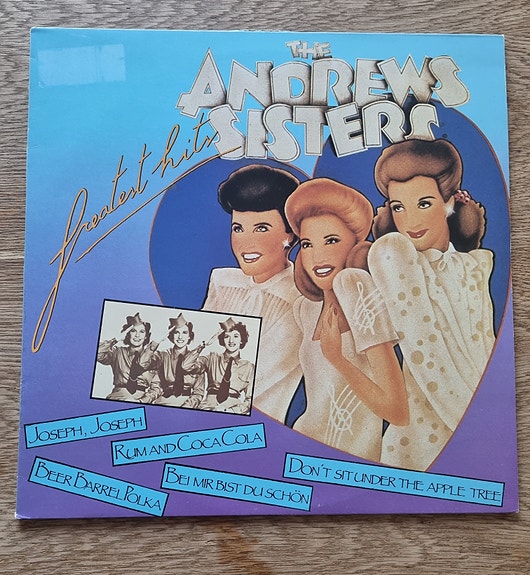 THE
ANDREWS
SISTERS
Greatest hits
JOSEPH, JOSEPH
RUM AND COCA COLA
BEER BARREL POLKA
BEI MIR BIST DU SCHÖN
DON'T SIT UNDER THE APPLE TREE